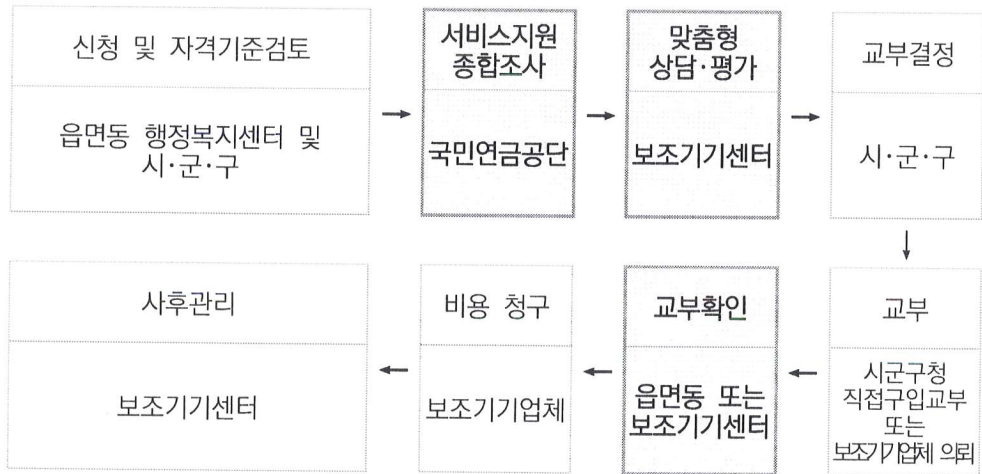 신청 및 자격기준검토
읍면동 행정복지센터 및
시·군·구
서비스지원
종합조사
국민연금공단
맞춤형
상담·평가
보조기기센터
교부결정
시·군·구
교부
시군구청
직접구입교부
또는
보조기기업체 의뢰
교부확인
읍면동 또는
보조기기센터
비용 청구
보조기기업체
사후관리
보조기기센터